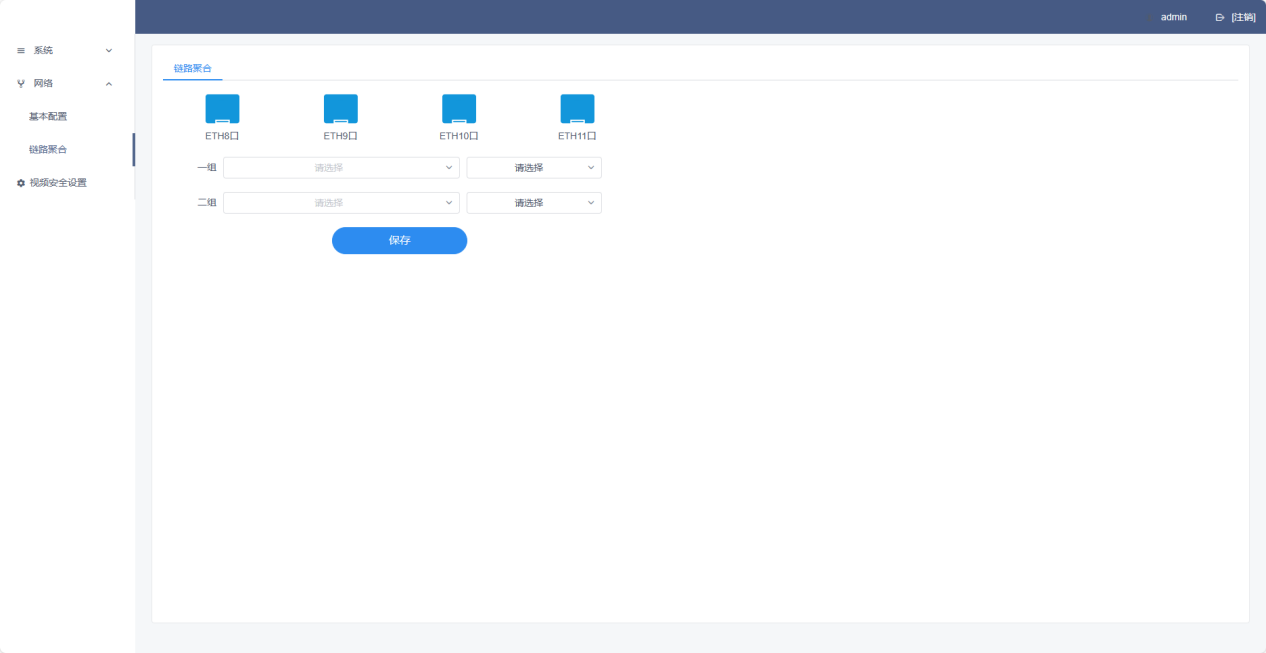 admin [注销]
系统
网络
基本配置
链路聚合
视频安全设置
链路聚合
ETH8口 ETH9口 ETH10口 ETH11口
一组 请选择 请选择
二组 请选择 请选择
保存